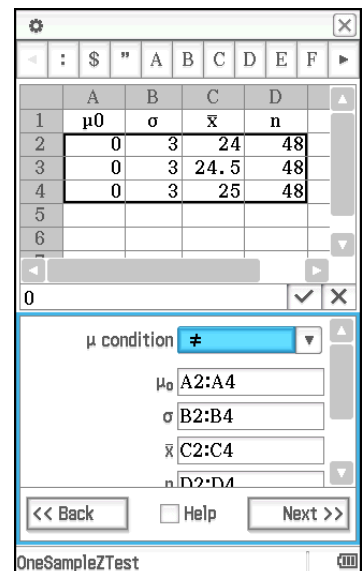 : $ " A B C D E F
A B C D
1 μ0 σ x̄ n
2 0 3 24 48
3 0 3 24.5 48
4 0 3 25 48
5
6
0
μ condition ≠
μ₀ A2:A4
σ B2:B4
x̄ C2:C4
n D2:D4
<< Back Help Next >>
OneSampleZTest